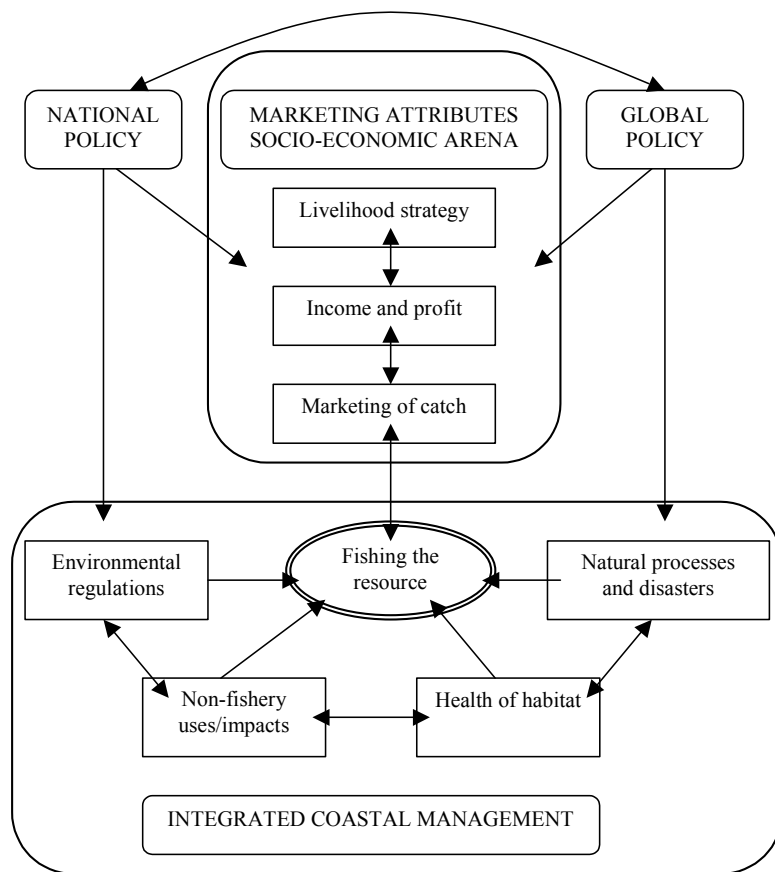 NATIONAL
POLICY
MARKETING ATTRIBUTES
SOCIO-ECONOMIC ARENA
GLOBAL
POLICY
Livelihood strategy
Income and profit
Marketing of catch
Environmental
regulations
Fishing the
resource
Natural processes
and disasters
Non-fishery
uses/impacts
Health of habitat
INTEGRATED COASTAL MANAGEMENT